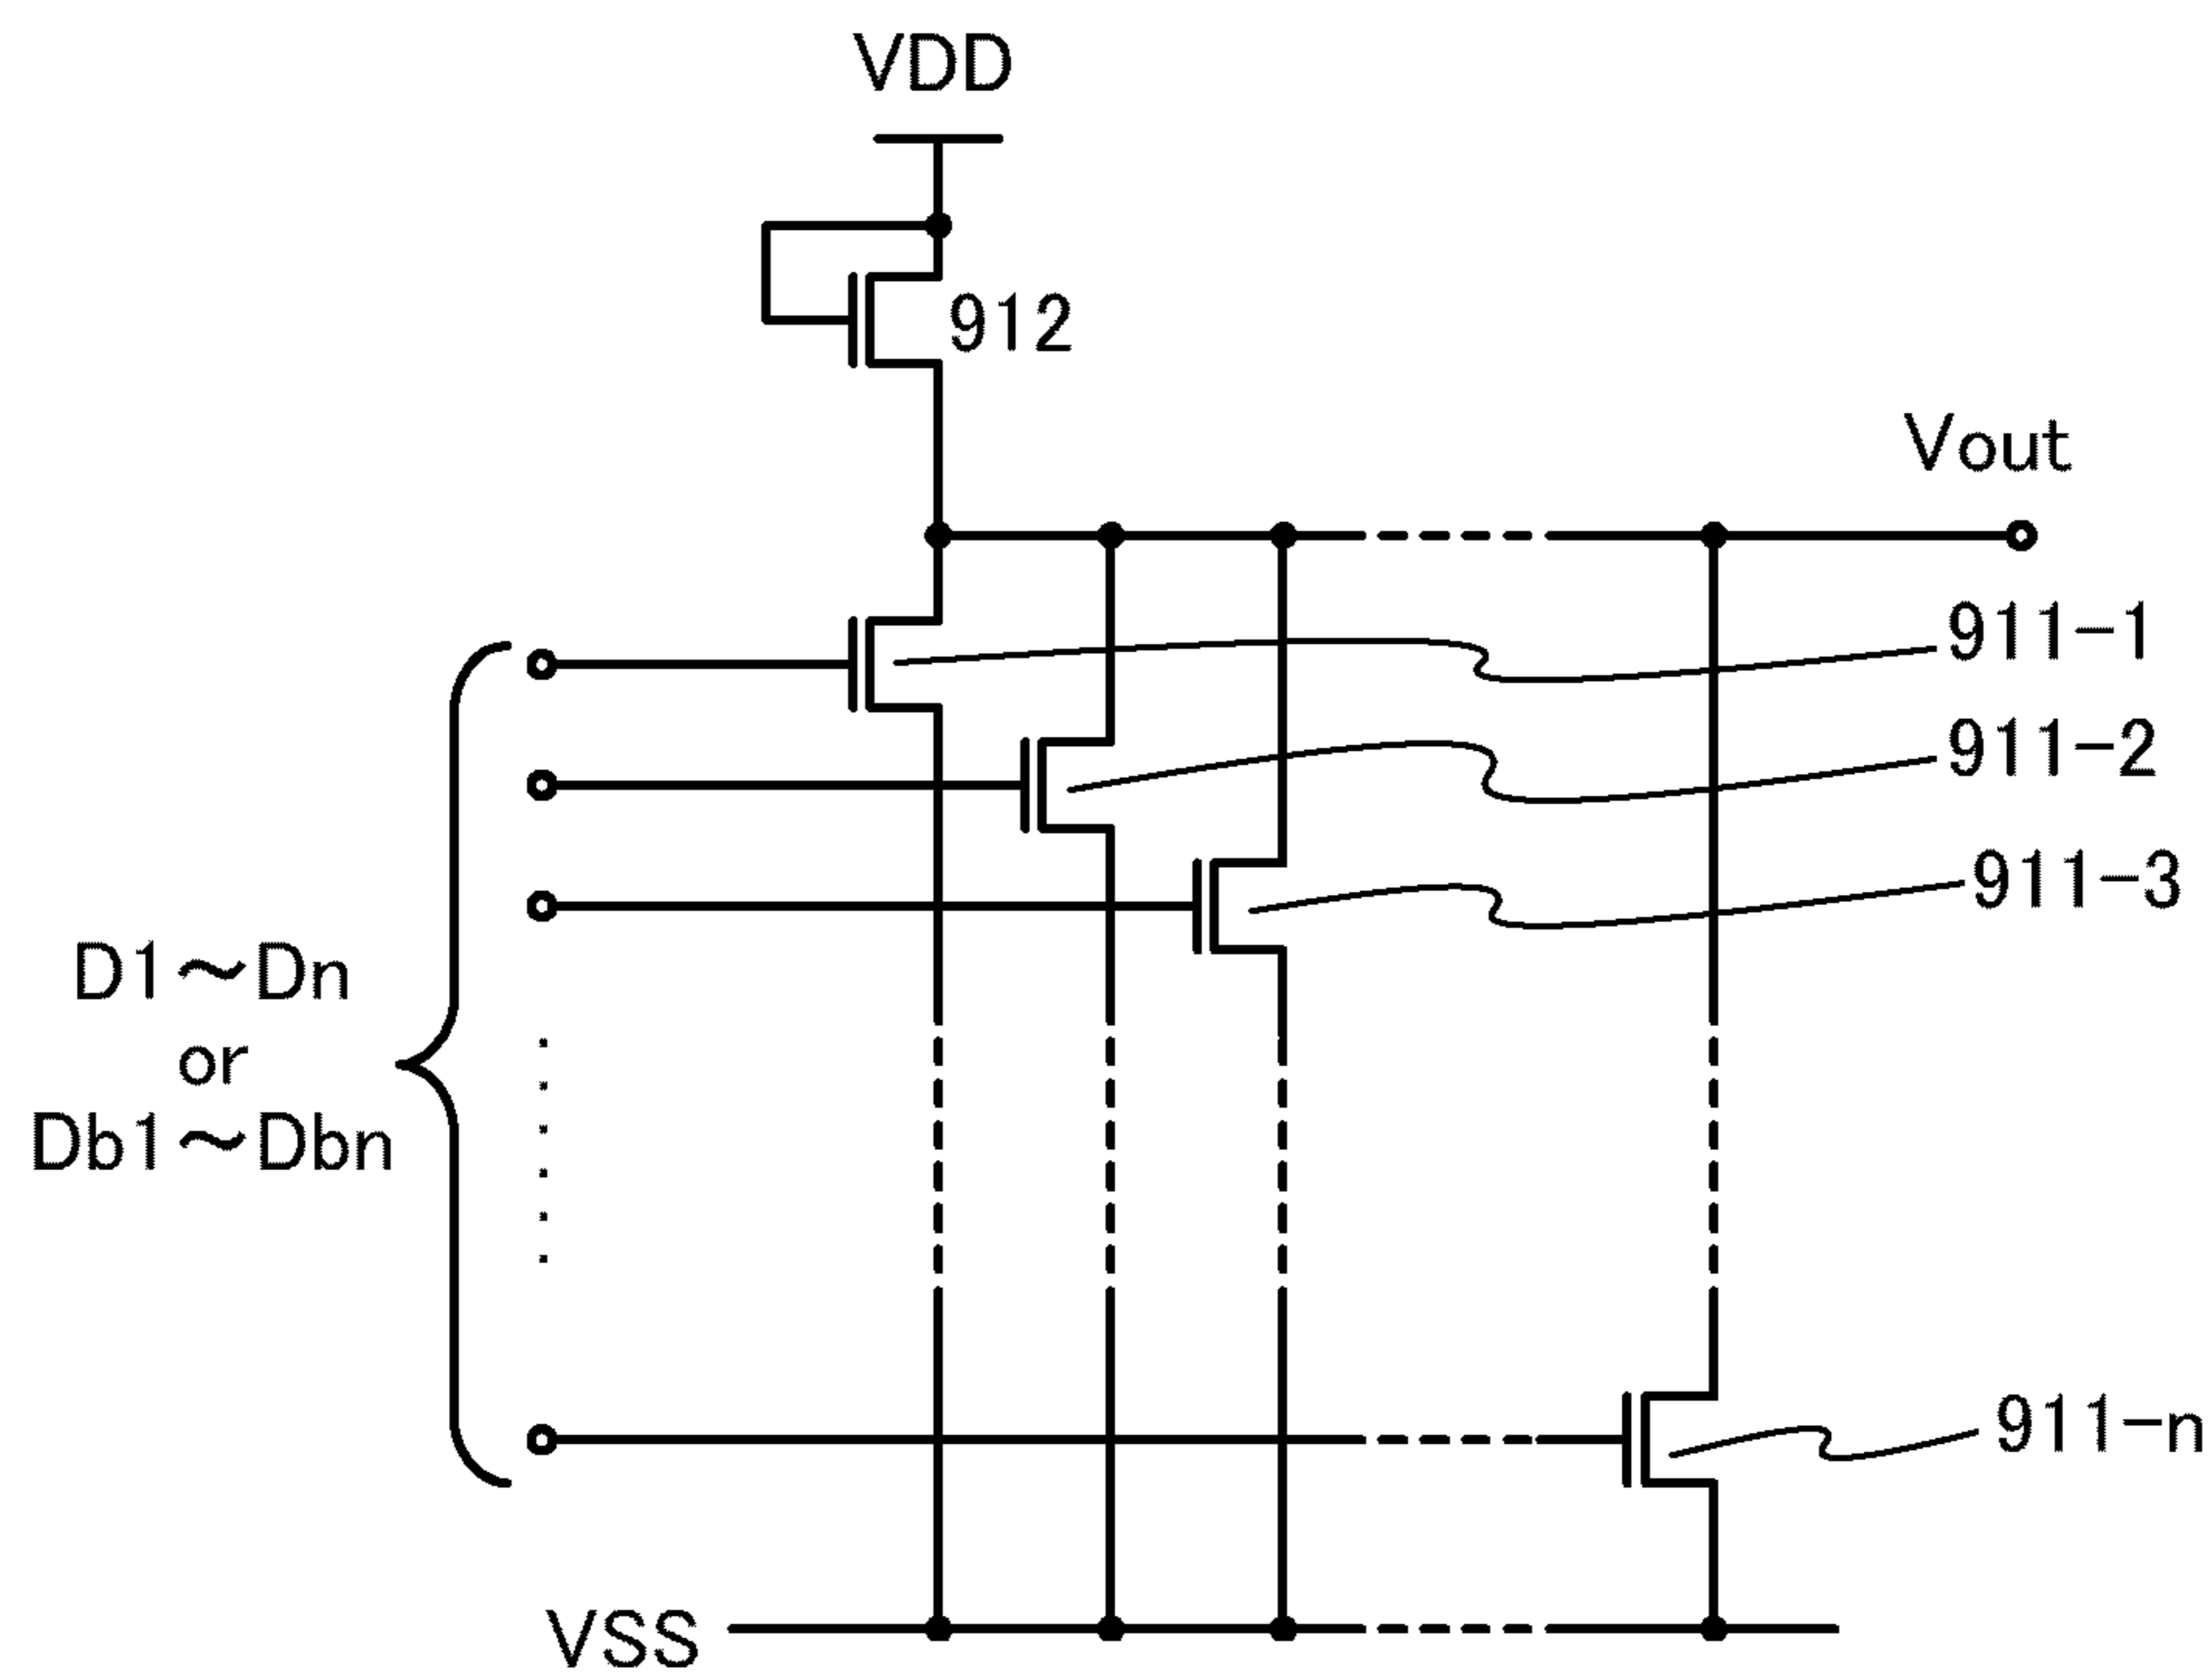 VDD
912
Vout
911-1
911-2
911-3
D1～Dn
or
Db1～Dbn
911-n
VSS